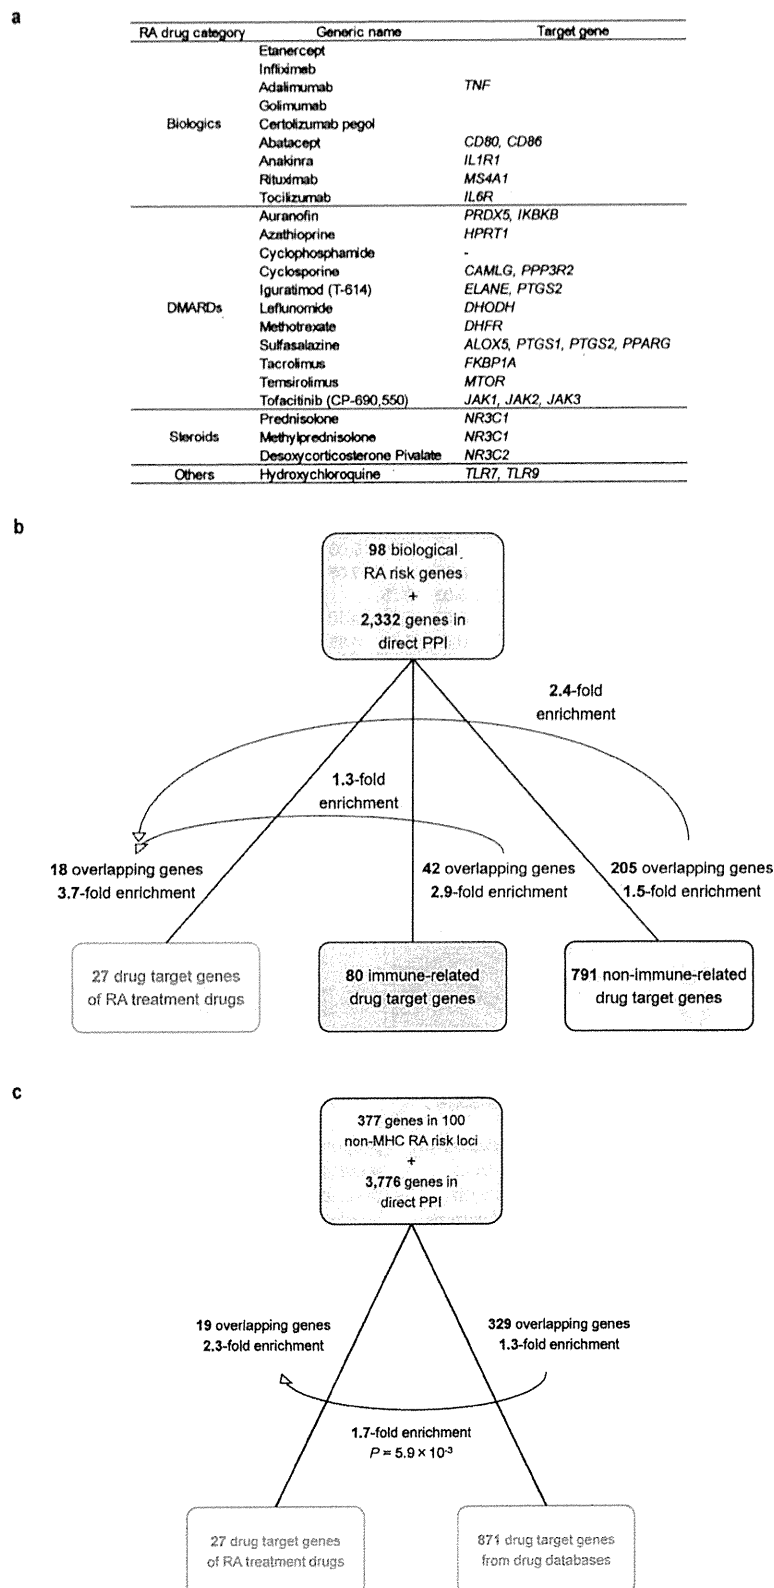 a
RA drug category Generic name Target gene
Etanercept
Infliximab
Adalimumab TNF
Golimumab
Biologics Certolizumab pegol
Abatacept CD80, CD86
Anakinra IL1R1
Rituximab MS4A1
Tocilizumab IL6R
Auranofin PRDX5, IKBKB
Azathioprine HPRT1
Cyclophosphamide -
Cyclosporine CAMLG, PPP3R2
Iguratimod (T-614) ELANE, PTGS2
DMARDs Leflunomide DHODH
Methotrexate DHFR
Sulfasalazine ALOX5, PTGS1, PTGS2, PPARG
Tacrolimus FKBP1A
Temsirolimus MTOR
Tofacitinib (CP-690,550) JAK1, JAK2, JAK3
Prednisolone NR3C1
Steroids Methylprednisolone NR3C1
Desoxycorticosterone Pivalate NR3C2
Others Hydroxychloroquine TLR7, TLR9
b
98 biological
RA risk genes
+
2,332 genes in
direct PPI
2.4-fold
enrichment
1.3-fold
enrichment
18 overlapping genes
3.7-fold enrichment
42 overlapping genes
2.9-fold enrichment
205 overlapping genes
1.5-fold enrichment
27 drug target genes
of RA treatment drugs
80 immune-related
drug target genes
791 non-immune-related
drug target genes
c
377 genes in 100
non-MHC RA risk loci
+
3,776 genes in
direct PPI
19 overlapping genes
2.3-fold enrichment
329 overlapping genes
1.3-fold enrichment
1.7-fold enrichment
P = 5.9 × 10⁻³
27 drug target genes
of RA treatment drugs
871 drug target genes
from drug databases